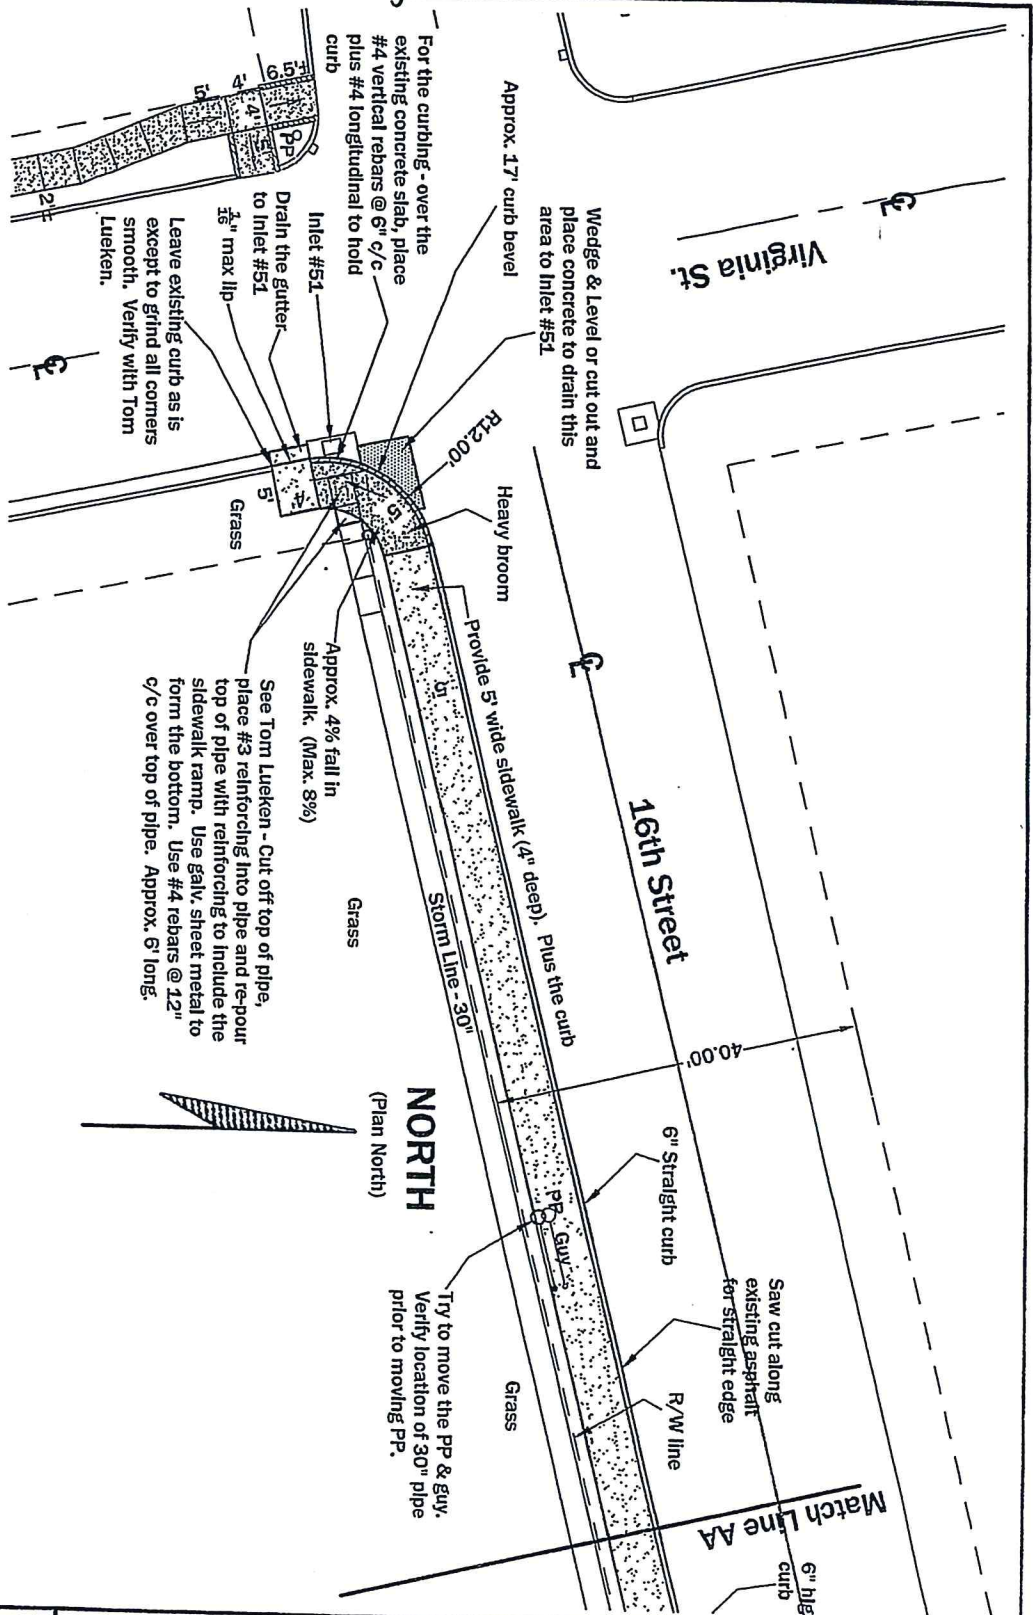 For the curbing - over the
existing concrete slab, place
#4 vertical rebars @ 6" c/c
plus #4 longitudinal to hold
curb
Approx. 17' curb bevel
Wedge & Level or cut out and
place concrete to drain this
area to Inlet #51
Virginia St.
CL
6.5'±
4'
5'
4'
5'
PP
2'±
Inlet #51
Drain the gutter
to Inlet #51
1/16" max lip
Leave existing curb as is
except to grind all corners
smooth. Verify with Tom
Lueken.
CL
R12.00'
Heavy broom
5'
4'
5'
Grass
Provide 5' wide sidewalk (4" deep). Plus the curb
5'
CL
16th Street
40.00'
Approx. 4% fall in
sidewalk. (Max. 8%)
See Tom Lueken - Cut off top of pipe,
place #3 reinforcing into pipe and re-pour
top of pipe with reinforcing to include the
sidewalk ramp. Use galv. sheet metal to
form the bottom. Use #4 rebars @ 12"
c/c over top of pipe. Approx. 6' long.
Storm Line - 30"
Grass
NORTH
(Plan North)
6" Straight curb
PP
Guy
Saw cut along
existing asphalt
for straight edge
R/W line
Try to move the PP & guy.
Verify location of 30" pipe
prior to moving PP.
Grass
Match Line AA
6" hig
curb